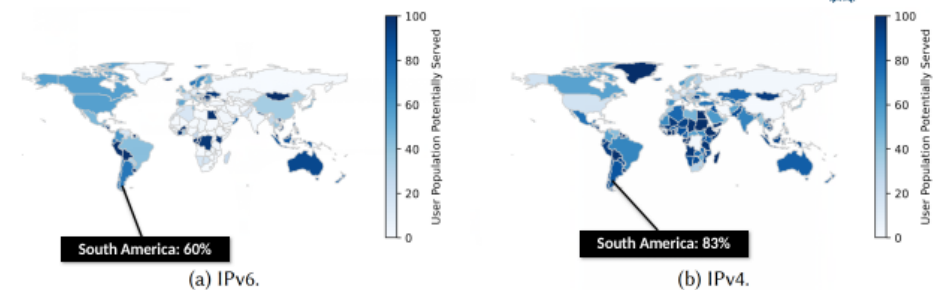 100
80
60
40
20
0
User Population Potentially Served
South America: 60%
(a) IPv6.
100
80
60
40
20
0
User Population Potentially Served
South America: 83%
(b) IPv4.